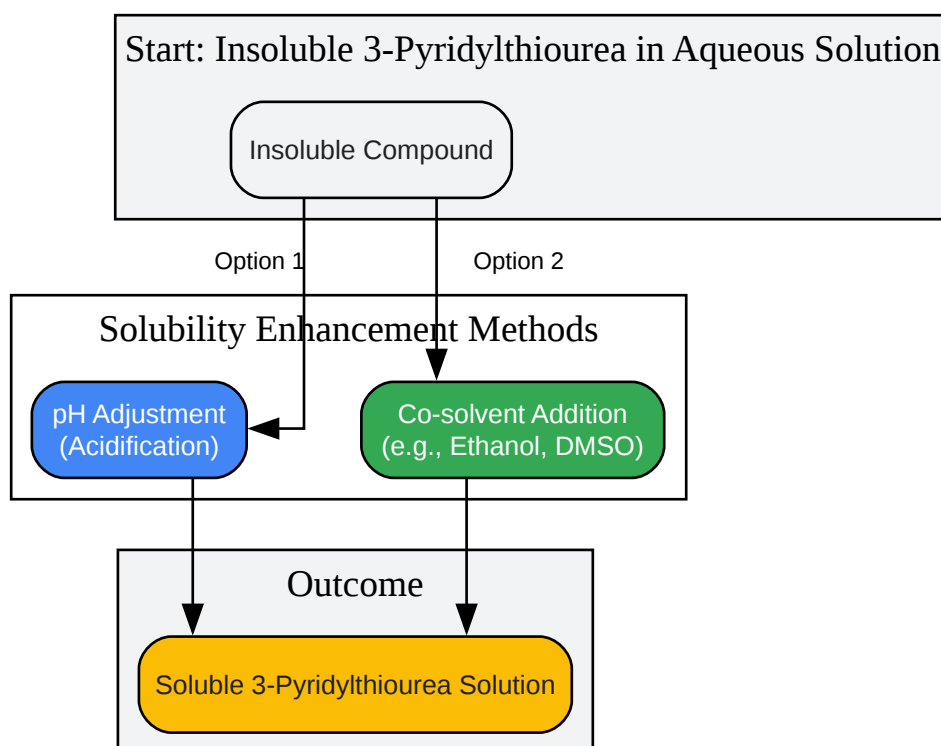 Start: Insoluble 3-Pyridylthiourea in Aqueous Solution
Insoluble Compound
Option 1
Option 2
Solubility Enhancement Methods
pH Adjustment
(Acidification)
Co-solvent Addition
(e.g., Ethanol, DMSO)
Outcome
Soluble 3-Pyridylthiourea Solution